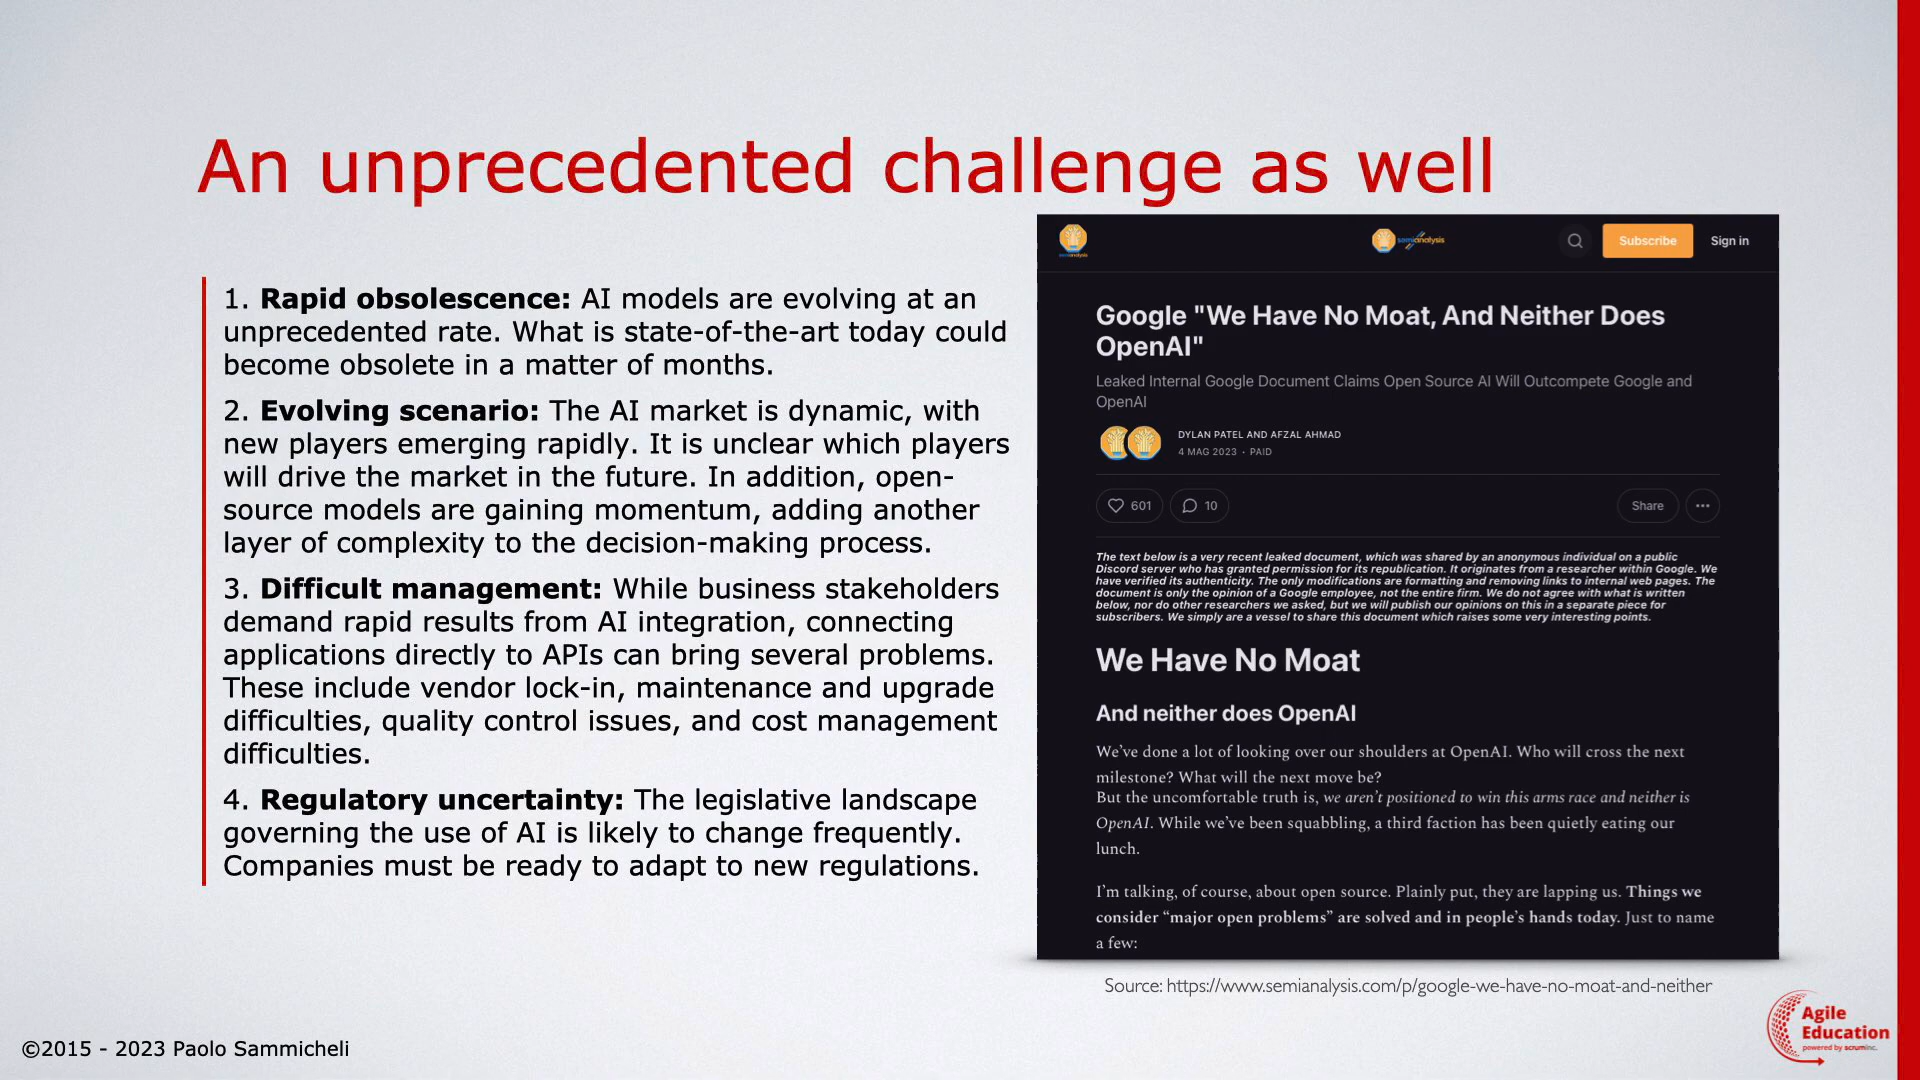 An unprecedented challenge as well
1. Rapid obsolescence: AI models are evolving at an
unprecedented rate. What is state-of-the-art today could
become obsolete in a matter of months.
2. Evolving scenario: The AI market is dynamic, with
new players emerging rapidly. It is unclear which players
will drive the market in the future. In addition, open-
source models are gaining momentum, adding another
layer of complexity to the decision-making process.
3. Difficult management: While business stakeholders
demand rapid results from AI integration, connecting
applications directly to APIs can bring several problems.
These include vendor lock-in, maintenance and upgrade
difficulties, quality control issues, and cost management
difficulties.
4. Regulatory uncertainty: The legislative landscape
governing the use of AI is likely to change frequently.
Companies must be ready to adapt to new regulations.
semianalysis
semianalysis
Subscribe
Sign in
Google "We Have No Moat, And Neither Does
OpenAI"
Leaked Internal Google Document Claims Open Source AI Will Outcompete Google and
OpenAI
DYLAN PATEL AND AFZAL AHMAD
4 MAG 2023 • PAID
601
10
Share
The text below is a very recent leaked document, which was shared by an anonymous individual on a public
Discord server who has granted permission for its republication. It originates from a researcher within Google. We
have verified its authenticity. The only modifications are formatting and removing links to internal web pages. The
document is only the opinion of a Google employee, not the entire firm. We do not agree with what is written
below, nor do other researchers we asked, but we will publish our opinions on this in a separate piece for
subscribers. We simply are a vessel to share this document which raises some very interesting points.
We Have No Moat
And neither does OpenAI
We've done a lot of looking over our shoulders at OpenAI. Who will cross the next
milestone? What will the next move be?
But the uncomfortable truth is, we aren't positioned to win this arms race and neither is
OpenAI. While we've been squabbling, a third faction has been quietly eating our
lunch.
I'm talking, of course, about open source. Plainly put, they are lapping us. Things we
consider “major open problems” are solved and in people's hands today. Just to name
a few:
Source: https://www.semianalysis.com/p/google-we-have-no-moat-and-neither
©2015 - 2023 Paolo Sammicheli
Agile
Education
powered by scruminc.